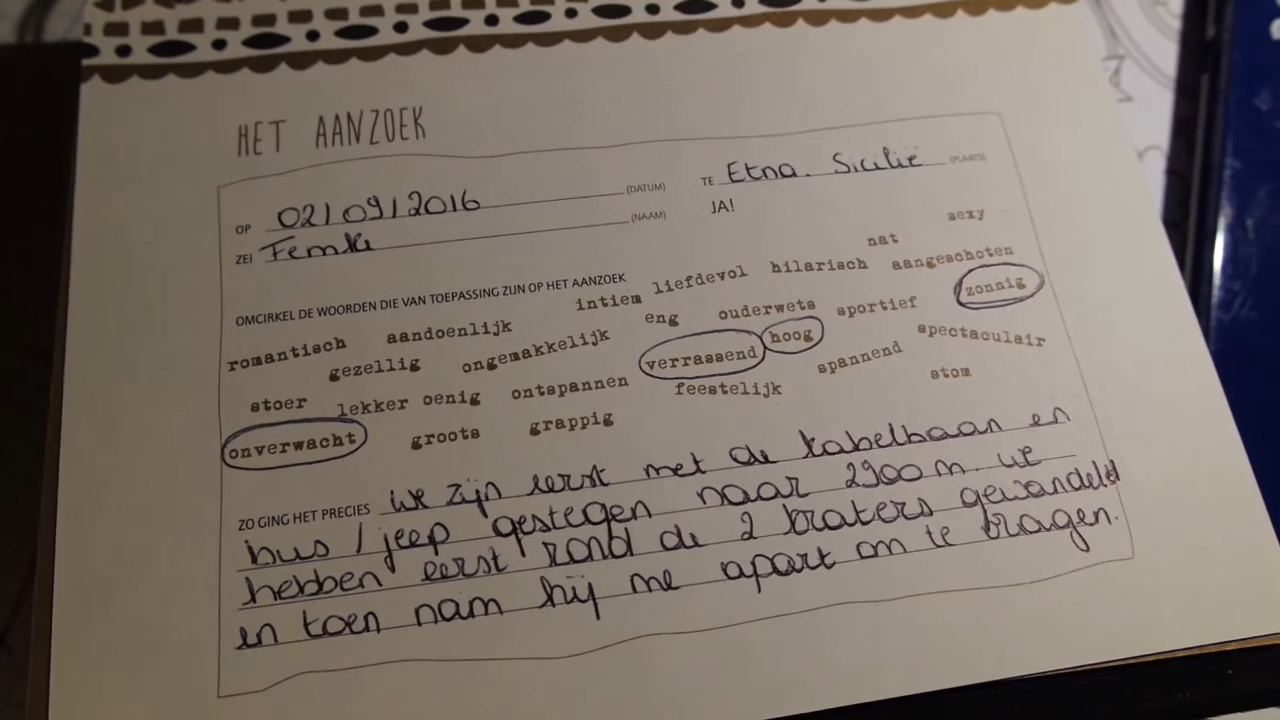 HET AANZOEK
OP 02/09/2016 (DATUM) TE Etna. Sicilië (PLAATS)
ZEI Femke (NAAM) JA!
OMCIRKEL DE WOORDEN DIE VAN TOEPASSING ZIJN OP HET AANZOEK
intiem liefdevol hilarisch nat aangeschoten sexy
romantisch aandoenlijk eng ouderwets sportief zonnig
gezellig ongemakkelijk verrassend hoog spannend spectaculair
stoer lekker oenig ontspannen feestelijk stom
onverwacht groots grappig
ZO GING HET PRECIES we zijn eerst met de kabelbaan en
bus / jeep gestegen naar 2900 m. we
hebben eerst rond de 2 kraters gewandeld
en toen nam hij me apart om te vragen.